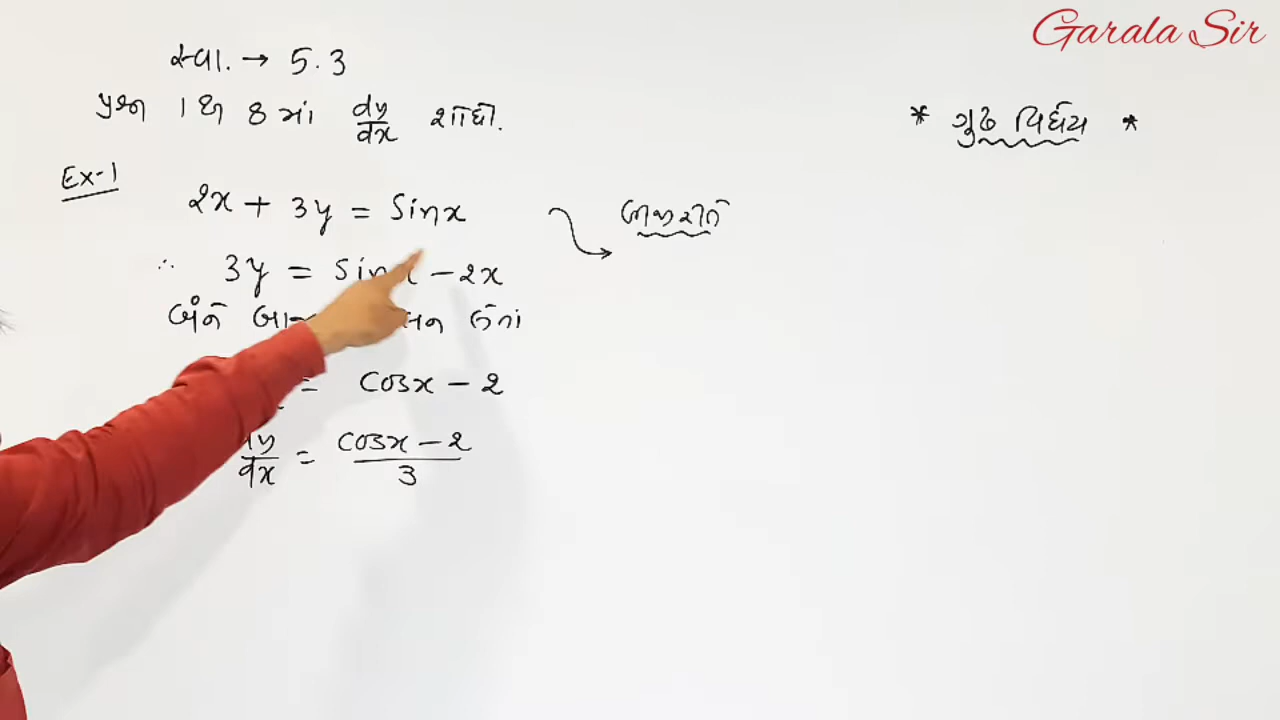 Garala Sir
સ્વા. → 5.3
* ગુઢ વિધેય *
પ્રશ્ન 1 થી 8 માં dy/dx શોધો.
Ex-1
2x + 3y = sinx
બીજી રીત
∴ 3y = sinx - 2x
બંને લેતાં
= cosx - 2
dy/dx = cosx - 2 / 3